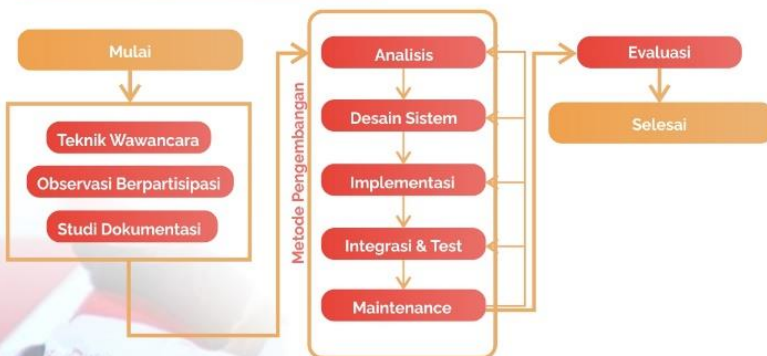 Mulai
Teknik Wawancara
Observasi Berpartisipasi
Studi Dokumentasi
Metode Pengembangan
Analisis
Desain Sistem
Implementasi
Integrasi & Test
Maintenance
Evaluasi
Selesai